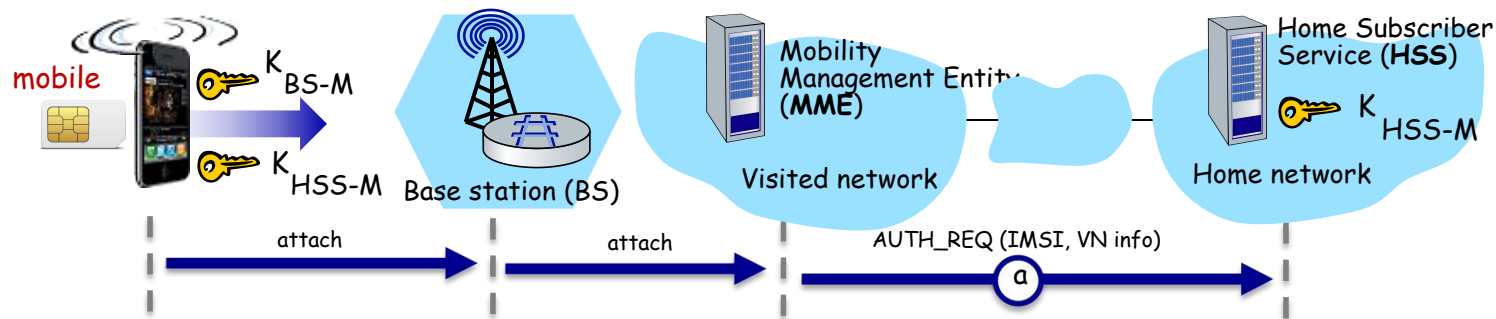 mobile
K
BS-M
K
HSS-M
Base station (BS)
Mobility
Management Entity
(MME)
Visited network
Home Subscriber
Service (HSS)
K
HSS-M
Home network
attach
attach
AUTH_REQ (IMSI, VN info)
a